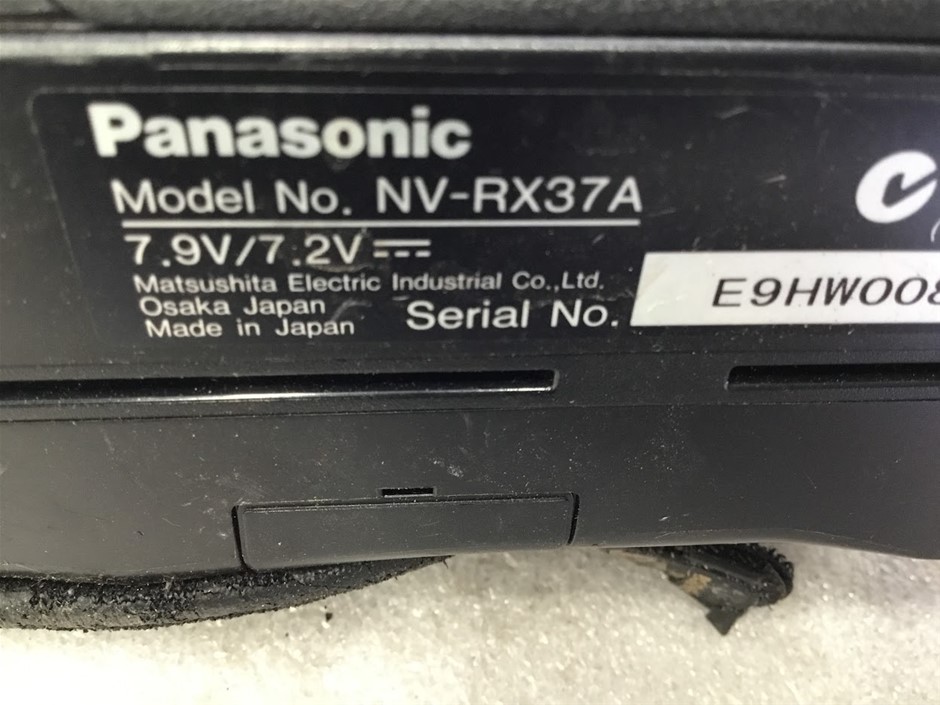 Panasonic
Model No. NV-RX37A
7.9V/7.2V
Matsushita Electric Industrial Co.,Ltd.
Osaka Japan
Made in Japan
Serial No. E9HW008